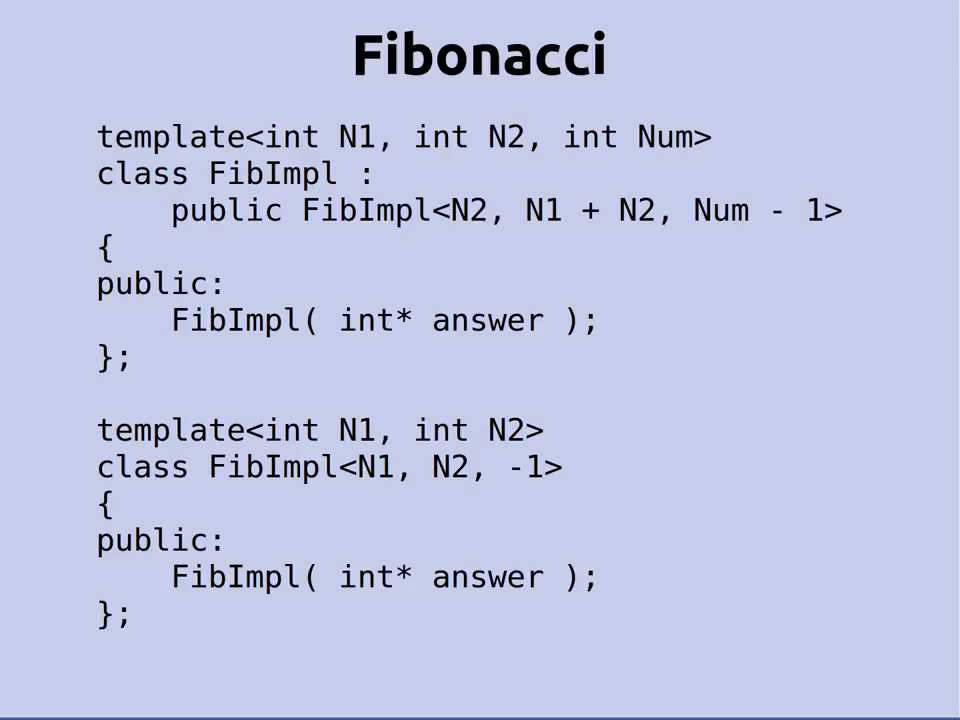 Fibonacci
template<int N1, int N2, int Num>
class FibImpl :
    public FibImpl<N2, N1 + N2, Num - 1>
{
public:
    FibImpl( int* answer );
};
template<int N1, int N2>
class FibImpl<N1, N2, -1>
{
public:
    FibImpl( int* answer );
};